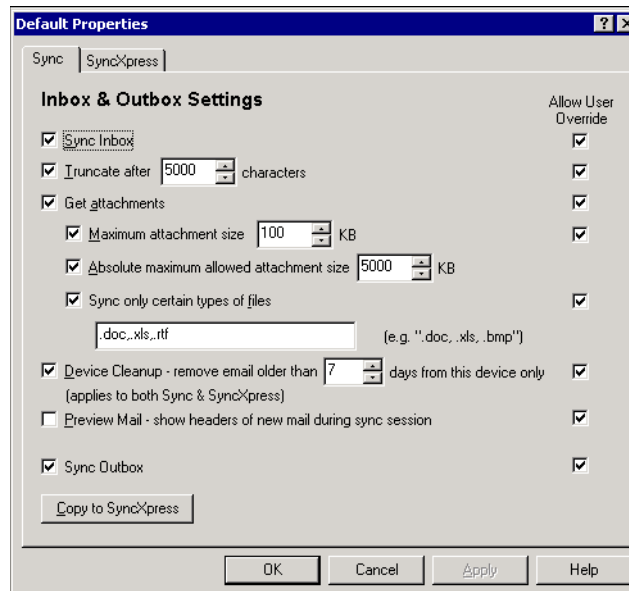 Default Properties
Sync SyncXpress
Inbox & Outbox Settings
Allow User
Override
Sync Inbox
Truncate after 5000 characters
Get attachments
Maximum attachment size 100 KB
Absolute maximum allowed attachment size 5000 KB
Sync only certain types of files
.doc,.xls,.rtf (e.g. ".doc, .xls, .bmp")
Device Cleanup - remove email older than 7 days from this device only
(applies to both Sync & SyncXpress)
Preview Mail - show headers of new mail during sync session
Sync Outbox
Copy to SyncXpress
OK Cancel Apply Help